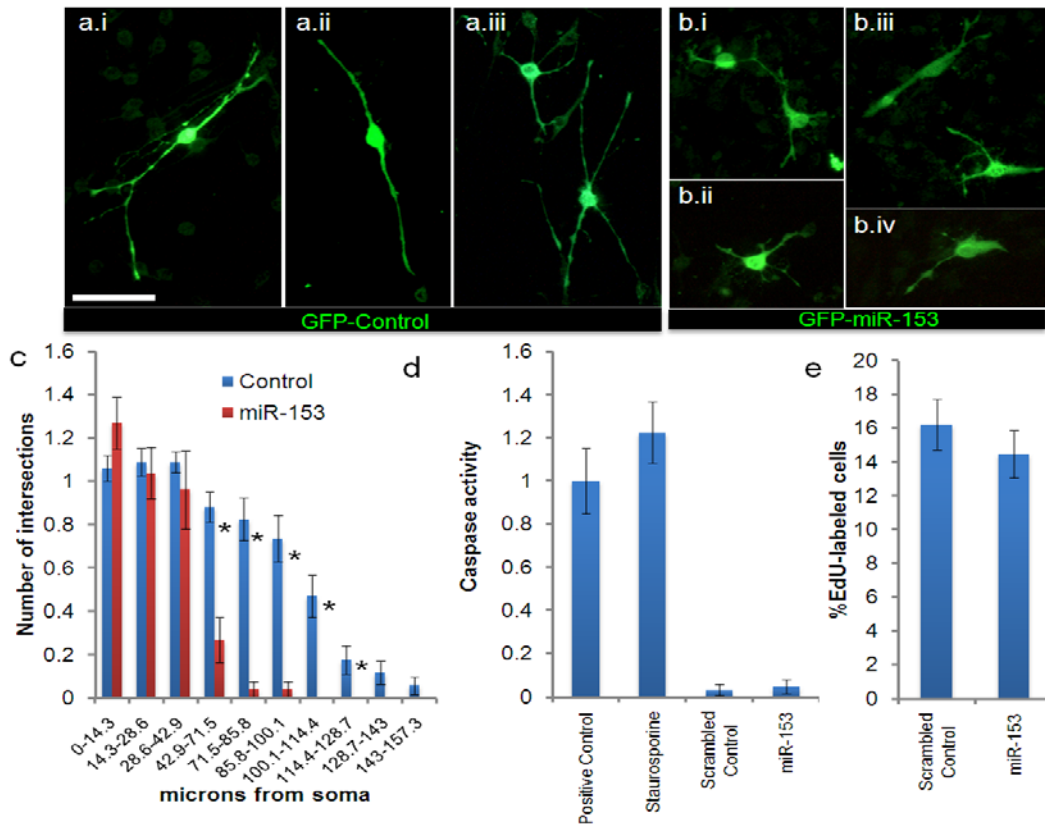 a.i
a.ii
a.iii
b.i
b.iii
b.ii
b.iv
GFP-Control
GFP-miR-153
c
1.6
1.4
1.2
1
0.8
0.6
0.4
0.2
0
Number of intersections
Control
miR-153
* * * * *
0-14.3
14.3-28.6
28.6-42.9
42.9-71.5
71.5-85.8
85.8-100.1
100.1-114.4
114.4-128.7
128.7-143
143-157.3
microns from soma
d
1.6
1.4
1.2
1
0.8
0.6
0.4
0.2
0
Caspase activity
Positive Control
Staurosporine
Scrambled
Control
miR-153
e
20
18
16
14
12
10
8
6
4
2
0
%EdU-labeled cells
Scrambled
Control
miR-153